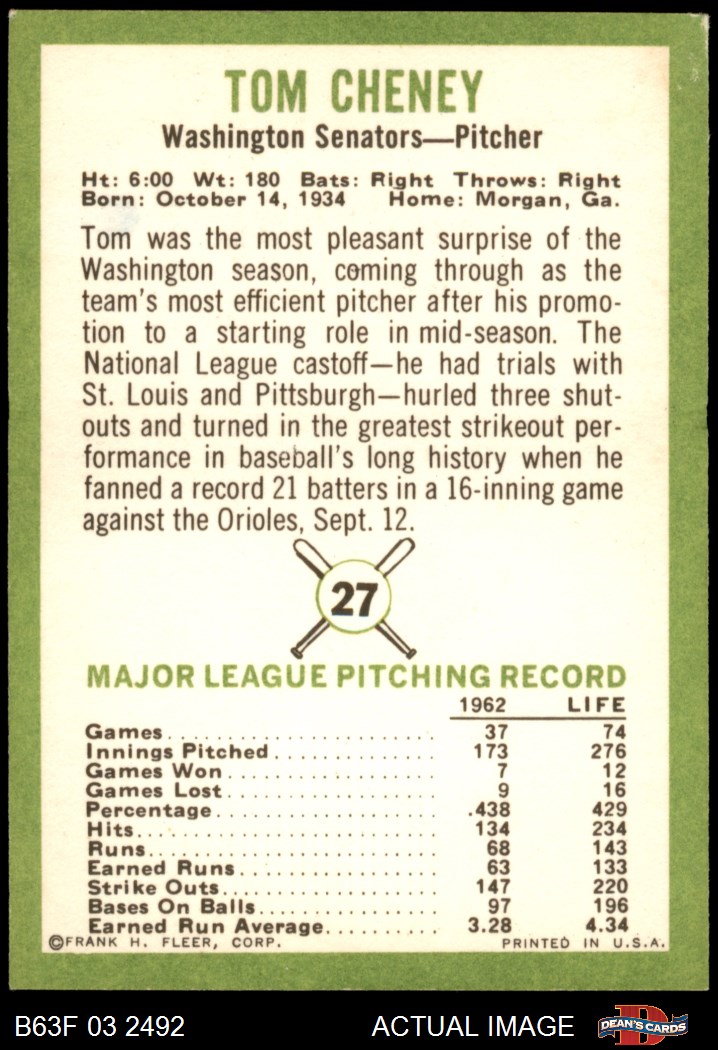 TOM CHENEY
Washington Senators—Pitcher
Ht: 6:00 Wt: 180 Bats: Right Throws: Right
Born: October 14, 1934 Home: Morgan, Ga.
Tom was the most pleasant surprise of the
Washington season, coming through as the
team's most efficient pitcher after his promo-
tion to a starting role in mid-season. The
National League castoff—he had trials with
St. Louis and Pittsburgh—hurled three shut-
outs and turned in the greatest strikeout per-
formance in baseball's long history when he
fanned a record 21 batters in a 16-inning game
against the Orioles, Sept. 12.
27
MAJOR LEAGUE PITCHING RECORD
1962 LIFE
Games 37 74
Innings Pitched 173 276
Games Won 7 12
Games Lost 9 16
Percentage .438 429
Hits 134 234
Runs 68 143
Earned Runs 63 133
Strike Outs 147 220
Bases On Balls 97 196
Earned Run Average 3.28 4.34
©FRANK H. FLEER, CORP. PRINTED IN U.S.A.
B63F 03 2492 ACTUAL IMAGE DEAN'S CARDS